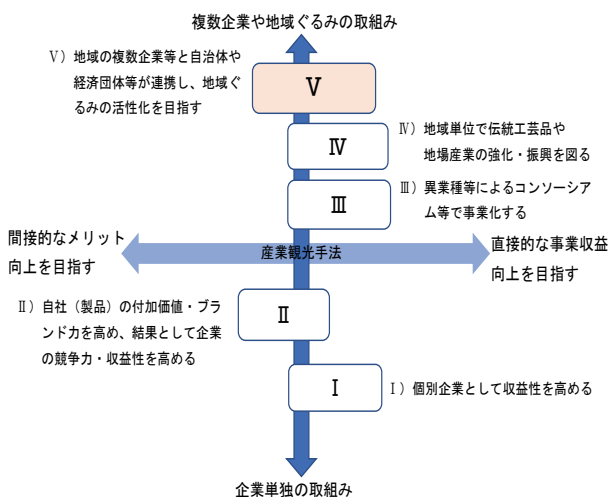 複数企業や地域ぐるみの取組み
Ⅴ）地域の複数企業等と自治体や
経済団体等が連携し、地域ぐ
るみの活性化を目指す
Ⅴ
Ⅳ
Ⅳ）地域単位で伝統工芸品や
地場産業の強化・振興を図る
Ⅲ
Ⅲ）異業種等によるコンソーシア
ム等で事業化する
間接的なメリット
向上を目指す
産業観光手法
直接的な事業収益
向上を目指す
Ⅱ）自社（製品）の付加価値・ブラ
ンド力を高め、結果として企業
の競争力・収益性を高める
Ⅱ
Ⅰ
Ⅰ）個別企業として収益性を高める
企業単独の取組み